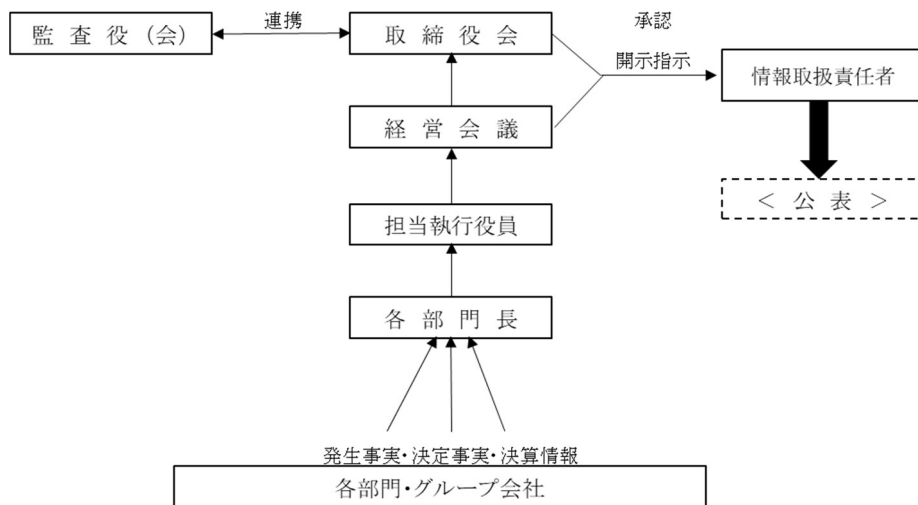 監査役(会)
連携
取締役会
承認
開示指示
情報取扱責任者
経営会議
<公表>
担当執行役員
各部門長
発生事実・決定事実・決算情報
各部門・グループ会社